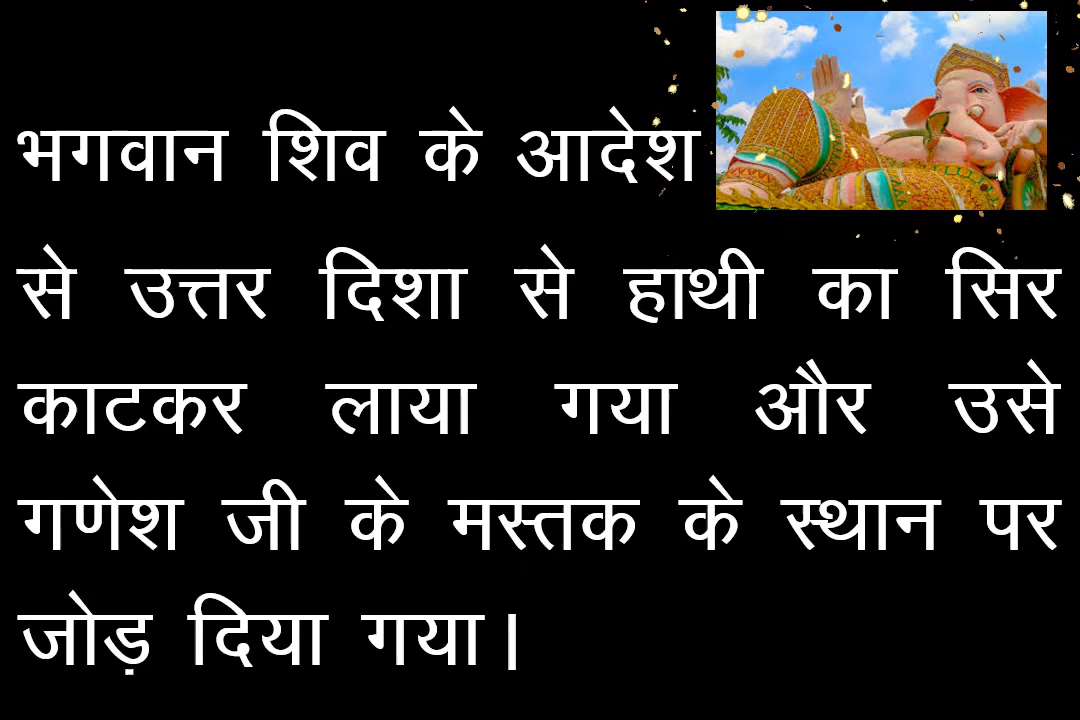 भगवान शिव के आदेश
से उत्तर दिशा से हाथी का सिर
काटकर लाया गया और उसे
गणेश जी के मस्तक के स्थान पर
जोड़ दिया गया।